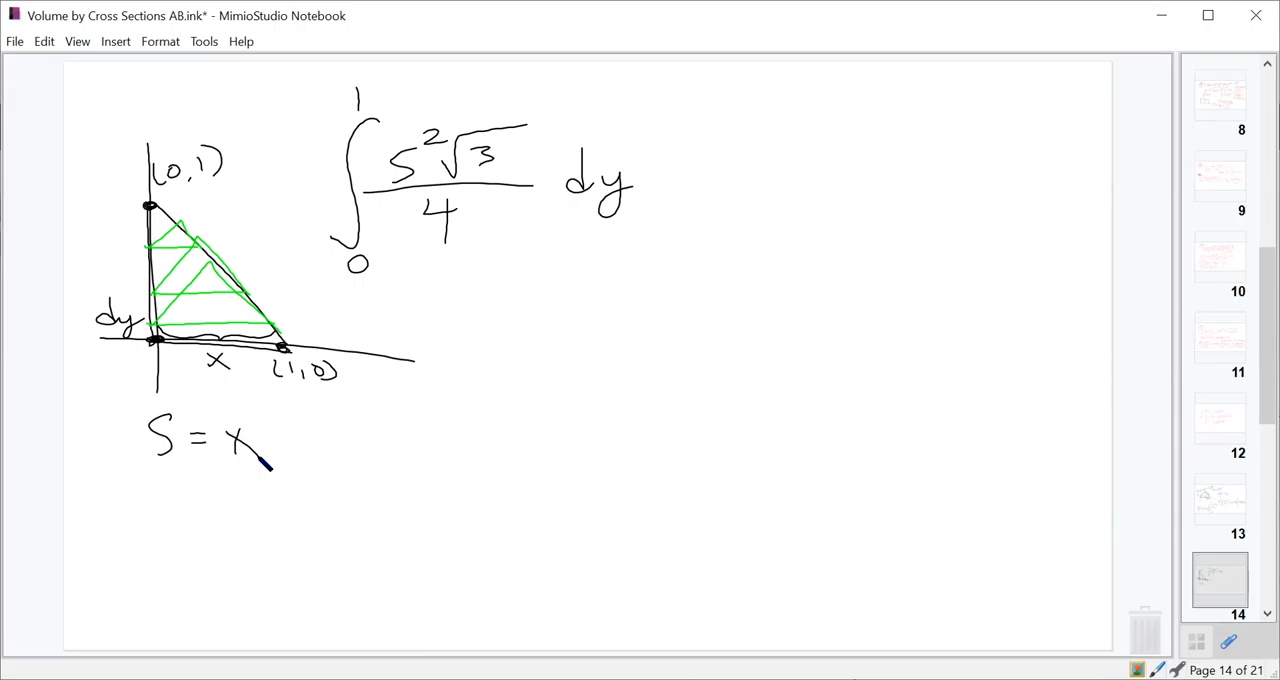 Volume by Cross Sections AB.ink* - MimioStudio Notebook
File Edit View Insert Format Tools Help
1
∫ S²√3 / 4 dy
0
(0,1)
dy
x
(1,0)
S = x
8
9
10
11
12
13
14
Page 14 of 21